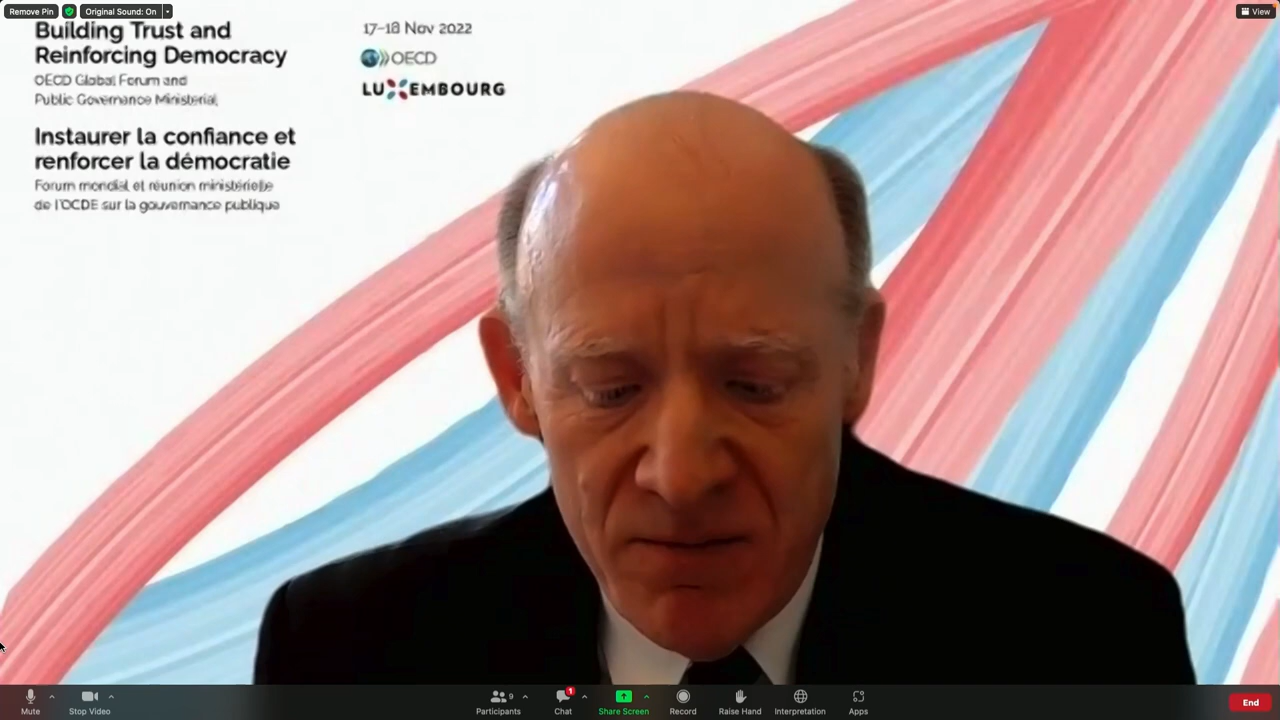 Remove Pin
Original Sound: On
View
Building Trust and
Reinforcing Democracy
OECD Global Forum and
Public Governance Ministerial
Instaurer la confiance et
renforcer la démocratie
Forum mondial et réunion ministérielle
de l'OCDE sur la gouvernance publique
17-18 Nov 2022
OECD
LUXEMBOURG
Mute
Stop Video
Participants
9
Chat
1
Share Screen
Record
Raise Hand
Interpretation
Apps
End